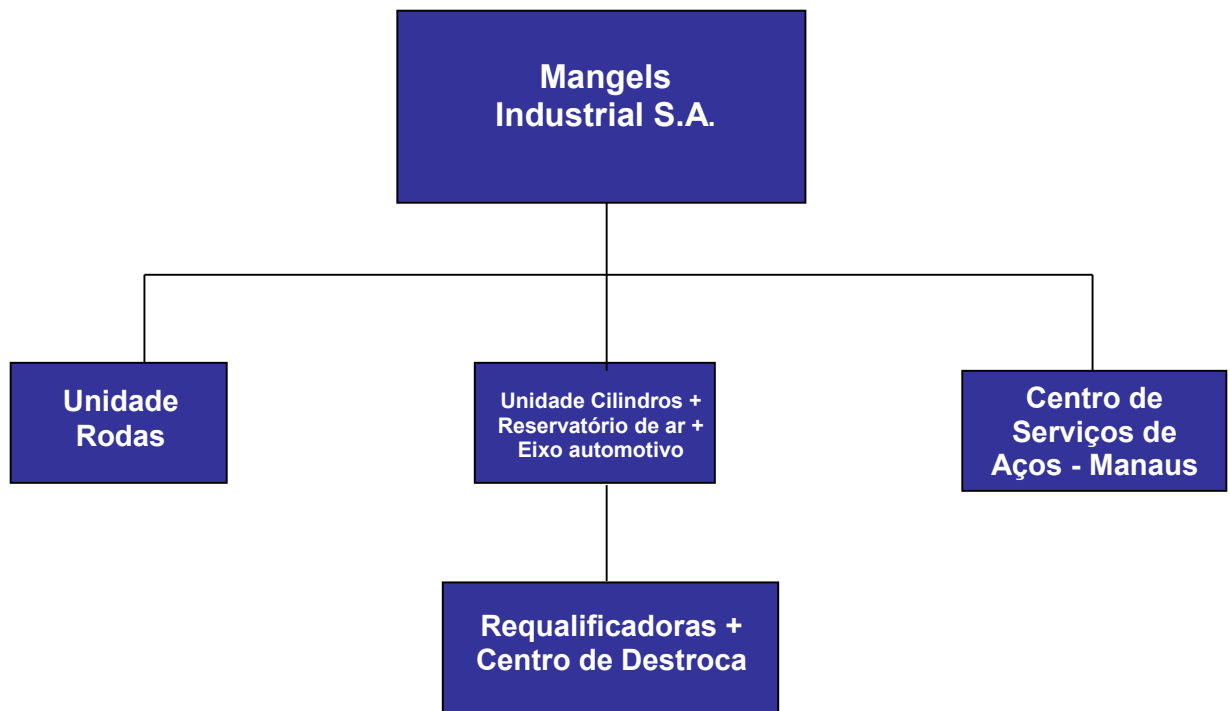 Mangels
Industrial S.A.
Unidade
Rodas
Unidade Cilindros +
Reservatório de ar +
Eixo automotivo
Centro de
Serviços de
Aços - Manaus
Requalificadoras +
Centro de Destroca